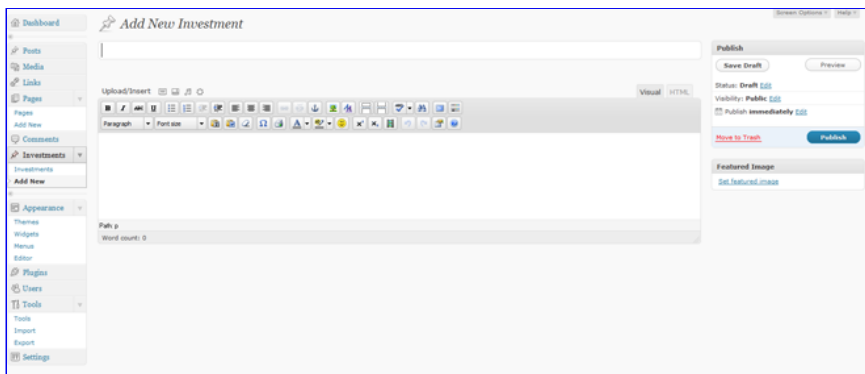 Screen Options Help
Dashboard
Add New Investment
Posts
Media
Links
Pages
Pages
Add New
Comments
Investments
Investments
Add New
Appearance
Themes
Widgets
Menus
Editor
Plugins
Users
Tools
Tools
Import
Export
Settings
Upload/Insert
Visual HTML
Paragraph Font size
Path: p
Word count: 0
Publish
Save Draft Preview
Status: Draft Edit
Visibility: Public Edit
Publish immediately Edit
Move to Trash Publish
Featured Image
Set featured image